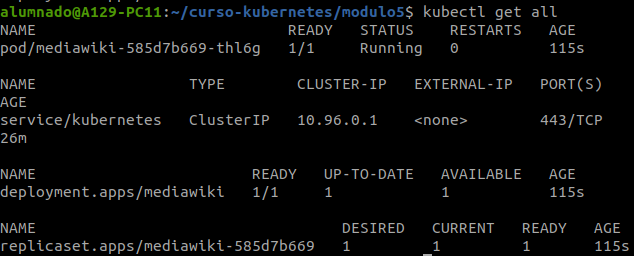 alumnado@A129-PC11:~/curso-kubernetes/modulo5$ kubectl get all
NAME READY STATUS RESTARTS AGE
pod/mediawiki-585d7b669-thl6g 1/1 Running 0 115s
NAME TYPE CLUSTER-IP EXTERNAL-IP PORT(S)
AGE
service/kubernetes ClusterIP 10.96.0.1 <none> 443/TCP
26m
NAME READY UP-TO-DATE AVAILABLE AGE
deployment.apps/mediawiki 1/1 1 1 115s
NAME DESIRED CURRENT READY AGE
replicaset.apps/mediawiki-585d7b669 1 1 1 115s